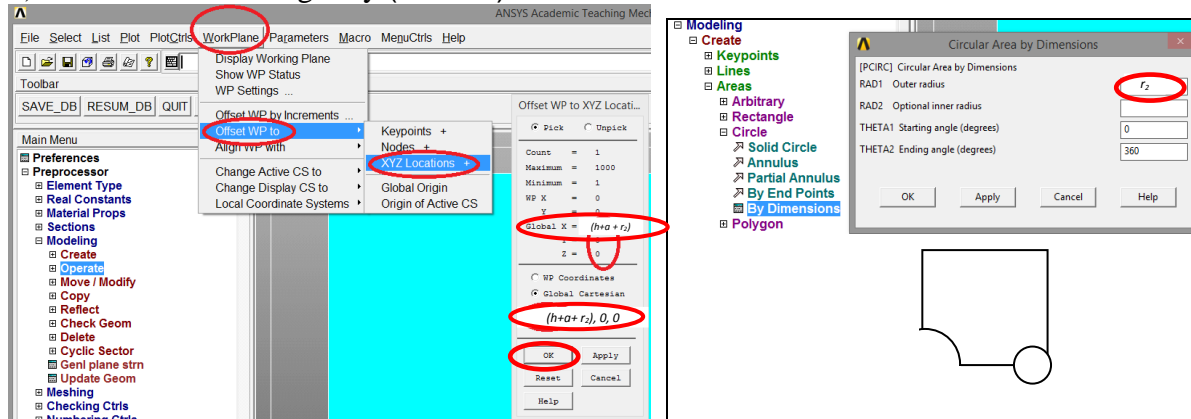 ANSYS Academic Teaching Mec
File Select List Plot PlotCtrls WorkPlane Parameters Macro MenuCtrls Help
Display Working Plane
Show WP Status
WP Settings ...
Offset WP by Increments ...
Offset WP to
Align WP with
Change Active CS to
Change Display CS to
Local Coordinate Systems
Keypoints +
Nodes +
XYZ Locations +
Global Origin
Origin of Active CS
Toolbar
SAVE_DB RESUM_DB QUIT
Main Menu
Preferences
Preprocessor
Element Type
Real Constants
Material Props
Sections
Modeling
Create
Operate
Move / Modify
Copy
Reflect
Check Geom
Delete
Cyclic Sector
Genl plane strn
Update Geom
Meshing
Checking Ctrls
Numbering Ctrls
Offset WP to XYZ Locati...
Pick Unpick
Count = 1
Maximum = 1000
Minimum = 1
WP X = 0
Y = 0
Global X = (h+a + r₂)
Z = 0
WP Coordinates
Global Cartesian
(h+a+ r₂), 0, 0
OK Apply
Reset Cancel
Help
Modeling
Create
Keypoints
Lines
Areas
Arbitrary
Rectangle
Circle
Solid Circle
Annulus
Partial Annulus
By End Points
By Dimensions
Polygon
Circular Area by Dimensions
[PCIRC] Circular Area by Dimensions
RAD1 Outer radius r₂
RAD2 Optional inner radius
THETA1 Starting angle (degrees) 0
THETA2 Ending angle (degrees) 360
OK Apply Cancel Help